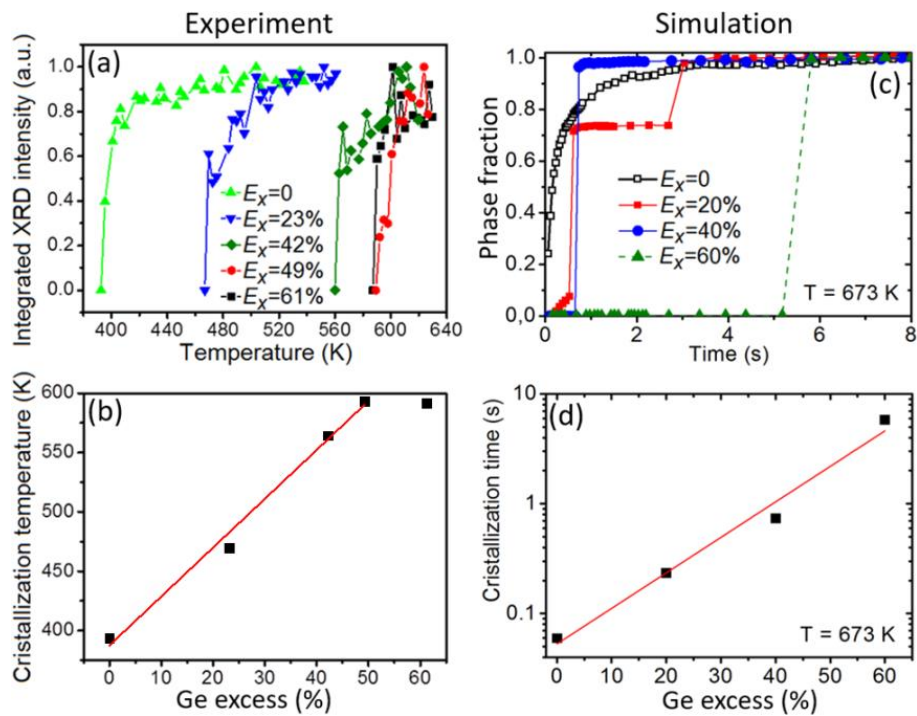 Experiment
Simulation
(a)
Integrated XRD intensity (a.u.)
1.0
0.8
0.6
0.4
0.2
0.0
Eₓ=0
Eₓ=23%
Eₓ=42%
Eₓ=49%
Eₓ=61%
400 440 480 520 560 600 640
Temperature (K)
(c)
Phase fraction
1.0
0.8
0.6
0.4
0.2
0,0
Eₓ=0
Eₓ=20%
Eₓ=40%
Eₓ=60%
T = 673 K
0 2 4 6 8
Time (s)
(b)
Cristallization temperature (K)
600
550
500
450
400
0 10 20 30 40 50 60
Ge excess (%)
(d)
Cristallization time (s)
10
1
0.1
T = 673 K
0 10 20 30 40 50 60
Ge excess (%)